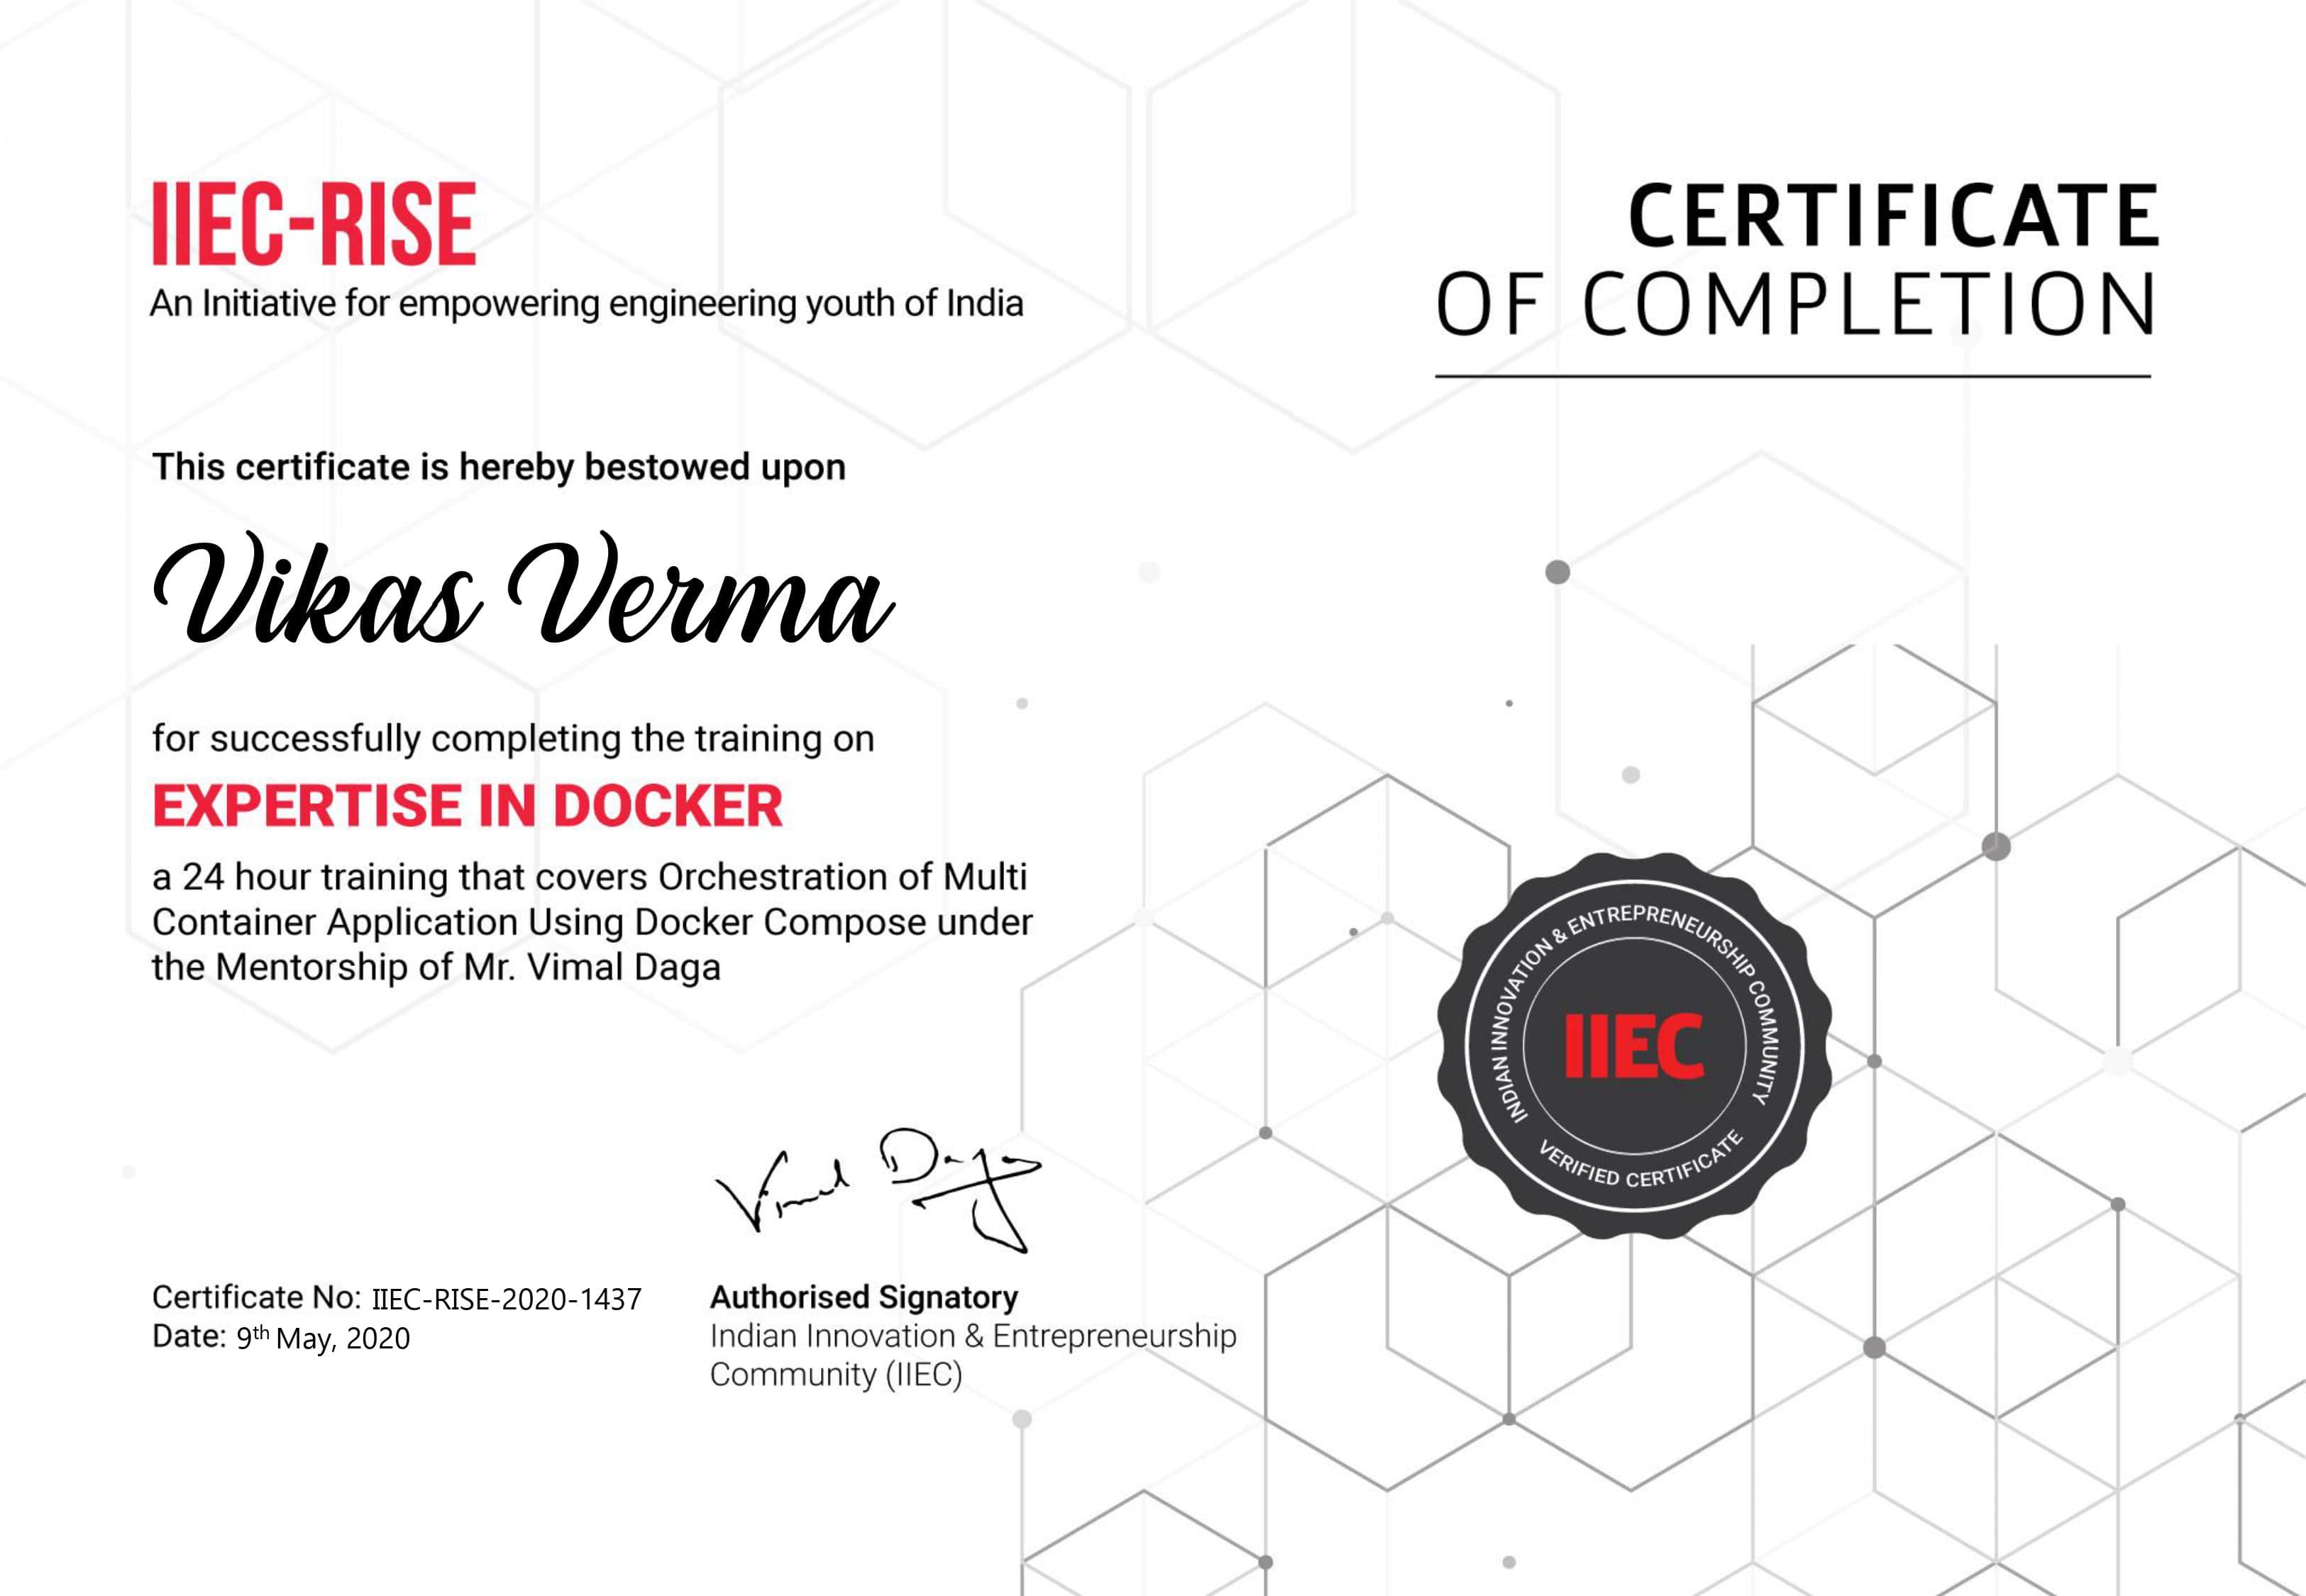 IIEC-RISE
An Initiative for empowering engineering youth of India
CERTIFICATE
OF COMPLETION
This certificate is hereby bestowed upon
Vikas Verma
for successfully completing the training on
EXPERTISE IN DOCKER
a 24 hour training that covers Orchestration of Multi
Container Application Using Docker Compose under
the Mentorship of Mr. Vimal Daga
INDIAN INNOVATION & ENTREPRENEURSHIP COMMUNITY
IIEC
VERIFIED CERTIFICATE
Vimal Daga
Certificate No: IIEC-RISE-2020-1437
Date: 9th May, 2020
Authorised Signatory
Indian Innovation & Entrepreneurship
Community (IIEC)